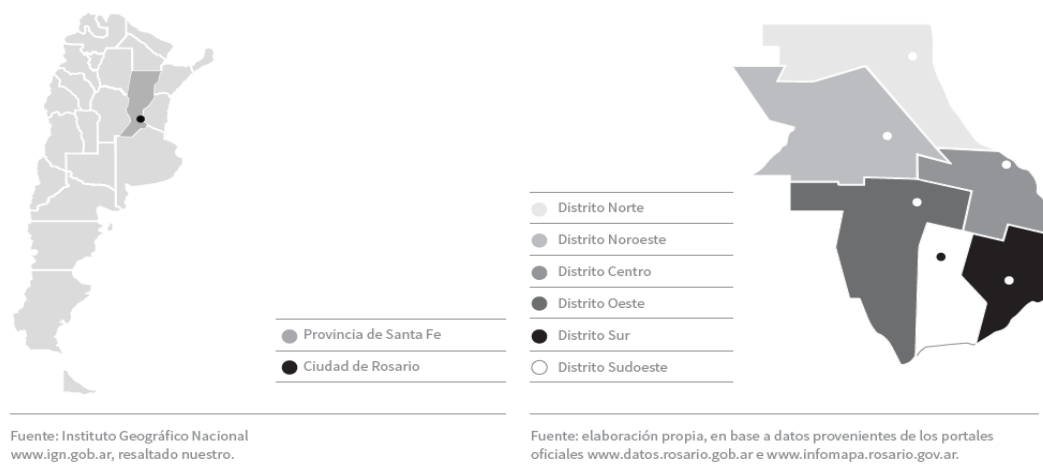 Provincia de Santa Fe
Ciudad de Rosario
Fuente: Instituto Geográfico Nacional
www.ign.gob.ar, resaltado nuestro.
Distrito Norte
Distrito Noroeste
Distrito Centro
Distrito Oeste
Distrito Sur
Distrito Sudoeste
Fuente: elaboración propia, en base a datos provenientes de los portales
oficiales www.datos.rosario.gob.ar e www.infomapa.rosario.gov.ar.